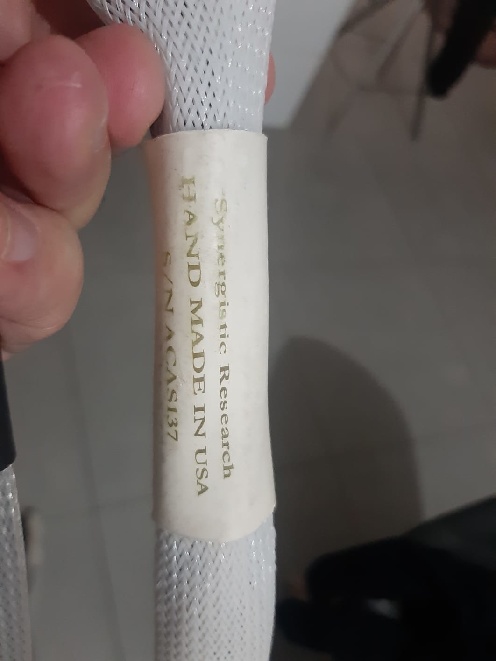 Synergistic Research
HAND MADE IN USA
S/N ACAS137